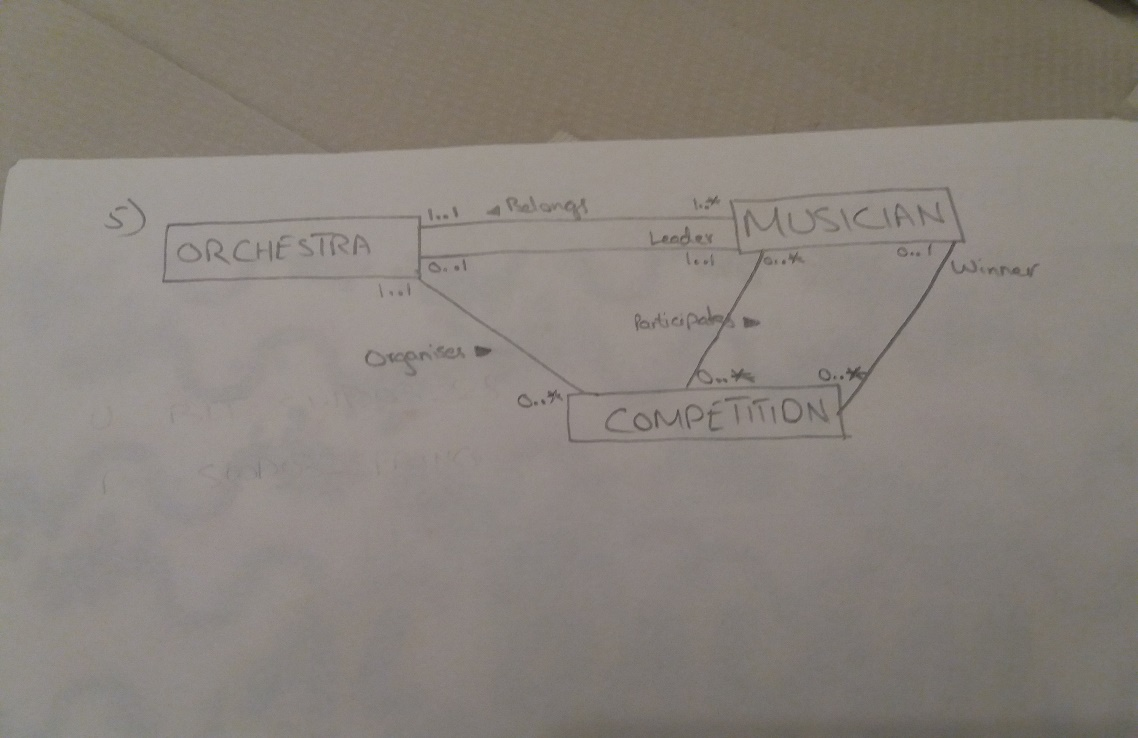 5)
1..1 ◄ Belongs 1..*
ORCHESTRA
MUSICIAN
Leader
0..1 1..1 0..* 0..1
Winner
1..1
Participates ►
Organises ►
0..* 0..* 0..*
COMPETITION